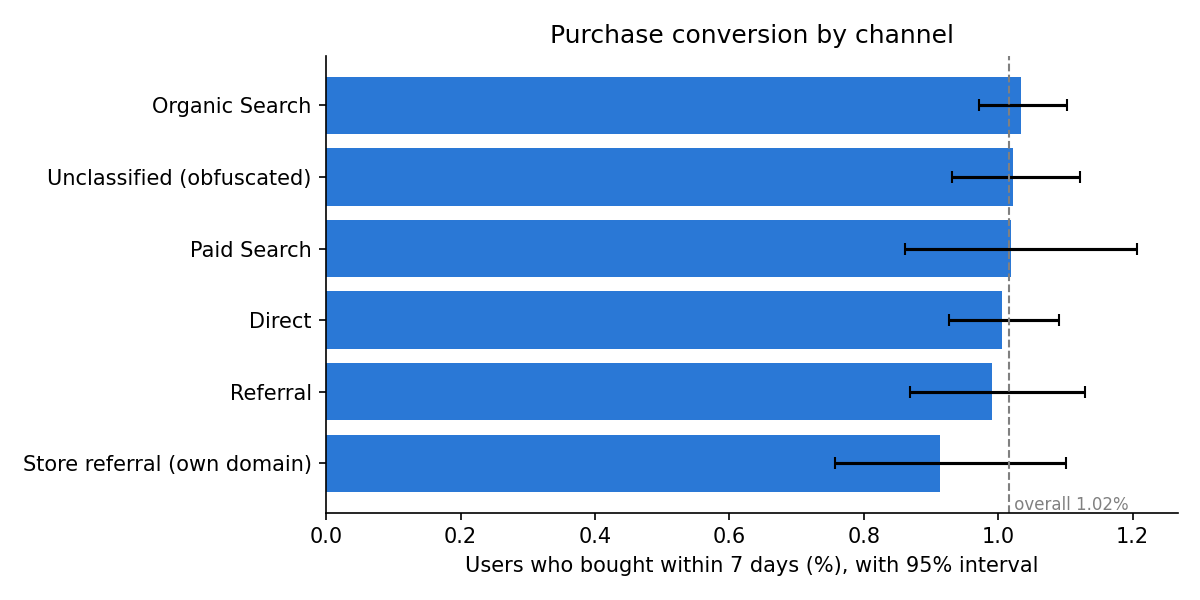 Purchase conversion by channel
Organic Search
Unclassified (obfuscated)
Paid Search
Direct
Referral
Store referral (own domain)
overall 1.02%
0.0 0.2 0.4 0.6 0.8 1.0 1.2
Users who bought within 7 days (%), with 95% interval